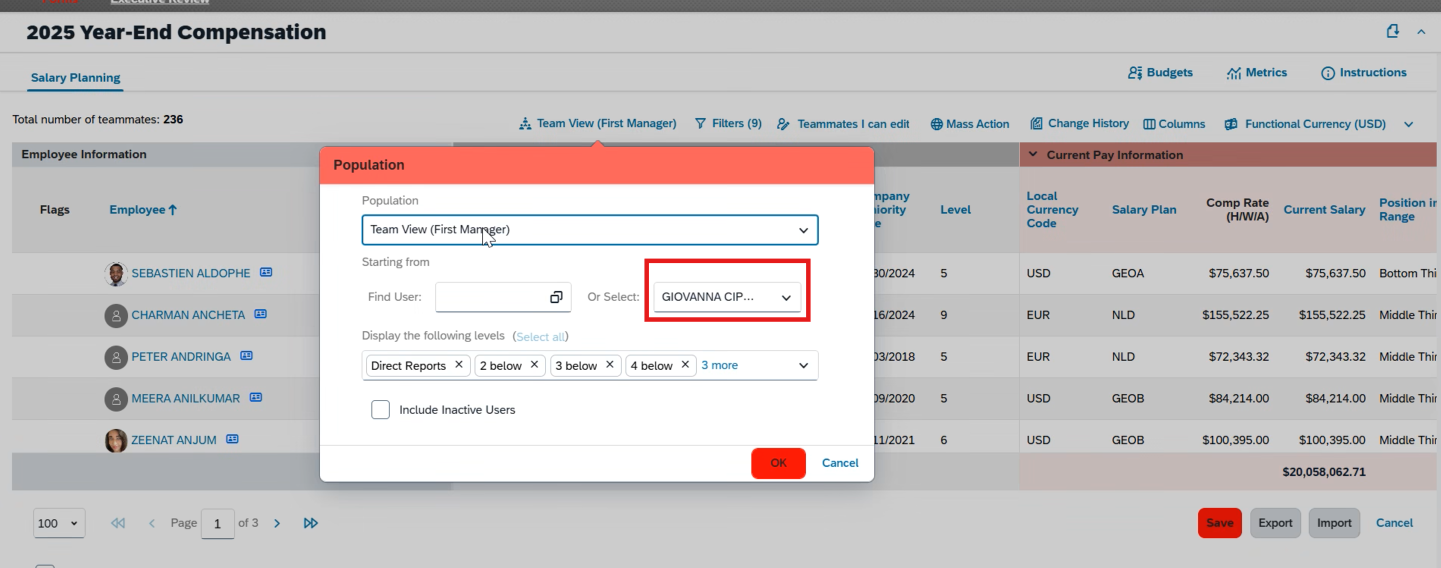 Executive Review
2025 Year-End Compensation
Salary Planning
Budgets
Metrics
Instructions
Total number of teammates: 236
Team View (First Manager)
Filters (9)
Teammates I can edit
Mass Action
Change History
Columns
Functional Currency (USD)
Employee Information
Current Pay Information
Flags
Employee
Level
Local
Currency
Code
Salary Plan
Comp Rate
(H/W/A)
Current Salary
Position in
Range
SEBASTIEN ALDOPHE
30/2024 5 USD GEOA $75,637.50 $75,637.50 Bottom Thi
CHARMAN ANCHETA
16/2024 9 EUR NLD $155,522.25 $155,522.25 Middle Thir
PETER ANDRINGA
03/2018 5 EUR NLD $72,343.32 $72,343.32 Middle Thir
MEERA ANILKUMAR
09/2020 5 USD GEOB $84,214.00 $84,214.00 Middle Thir
ZEENAT ANJUM
11/2021 6 USD GEOB $100,395.00 $100,395.00 Middle Thir
$20,058,062.71
Population
Population
Team View (First Manager)
Starting from
Find User:
Or Select:
GIOVANNA CIP...
Display the following levels (Select all)
Direct Reports 2 below 3 below 4 below 3 more
Include Inactive Users
OK
Cancel
100
Page 1 of 3
Save
Export
Import
Cancel